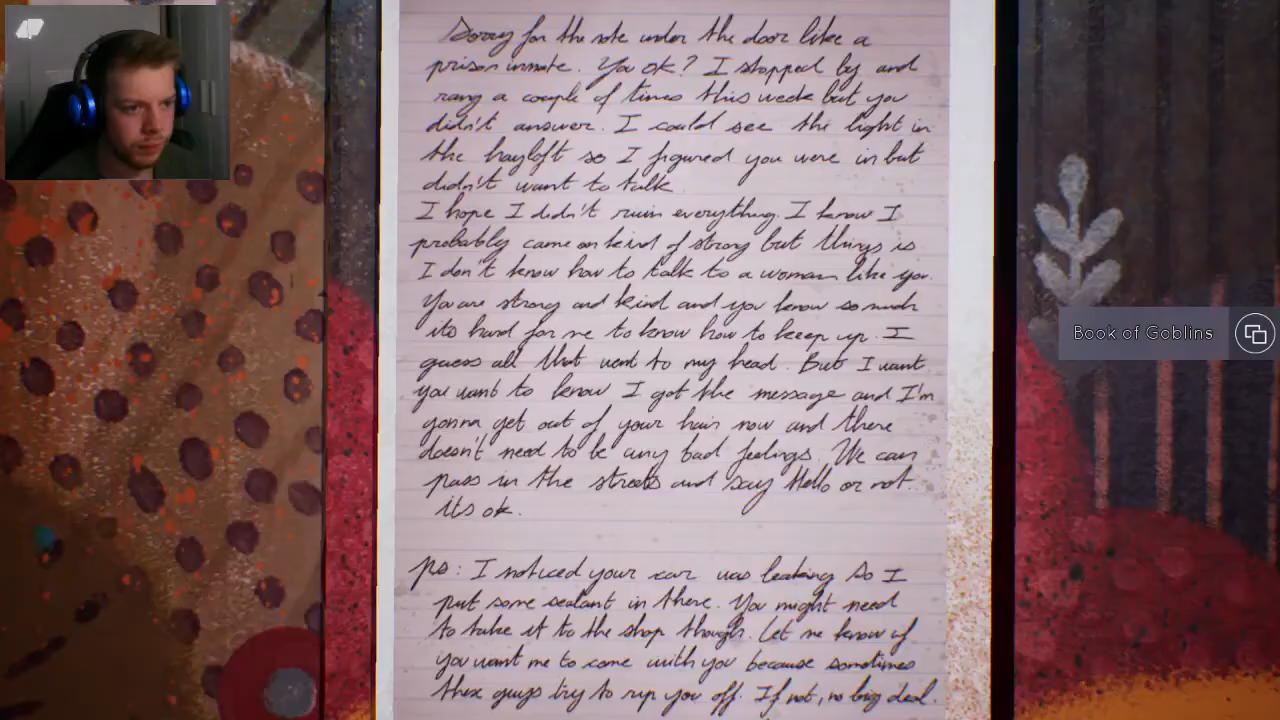 Sorry for the note under the door like a
prison inmate. You ok? I stopped by and
rang a couple of times this week but you
didn't answer. I could see the light in
the hayloft so I figured you were in but
didn't want to talk.
I hope I didn't ruin everything. I know I
probably came on kind of strong but things is
I don't know how to talk to a woman like you.
You are strong and kind and you know so much
its hard for me to know how to keep up. I
guess all that went to my head. But I want
you want to know I got the message and I'm
gonna get out of your hair now and there
doesn't need to be any bad feelings. We can
pass in the streets and say Hello or not
its ok.
Book of Goblins
ps: I noticed your car was leaking so I
put some sealant in there. You might need
to take it to the shop though. Let me know if
you want me to come with you because sometimes
these guys try to rip you off. If not, no big deal.